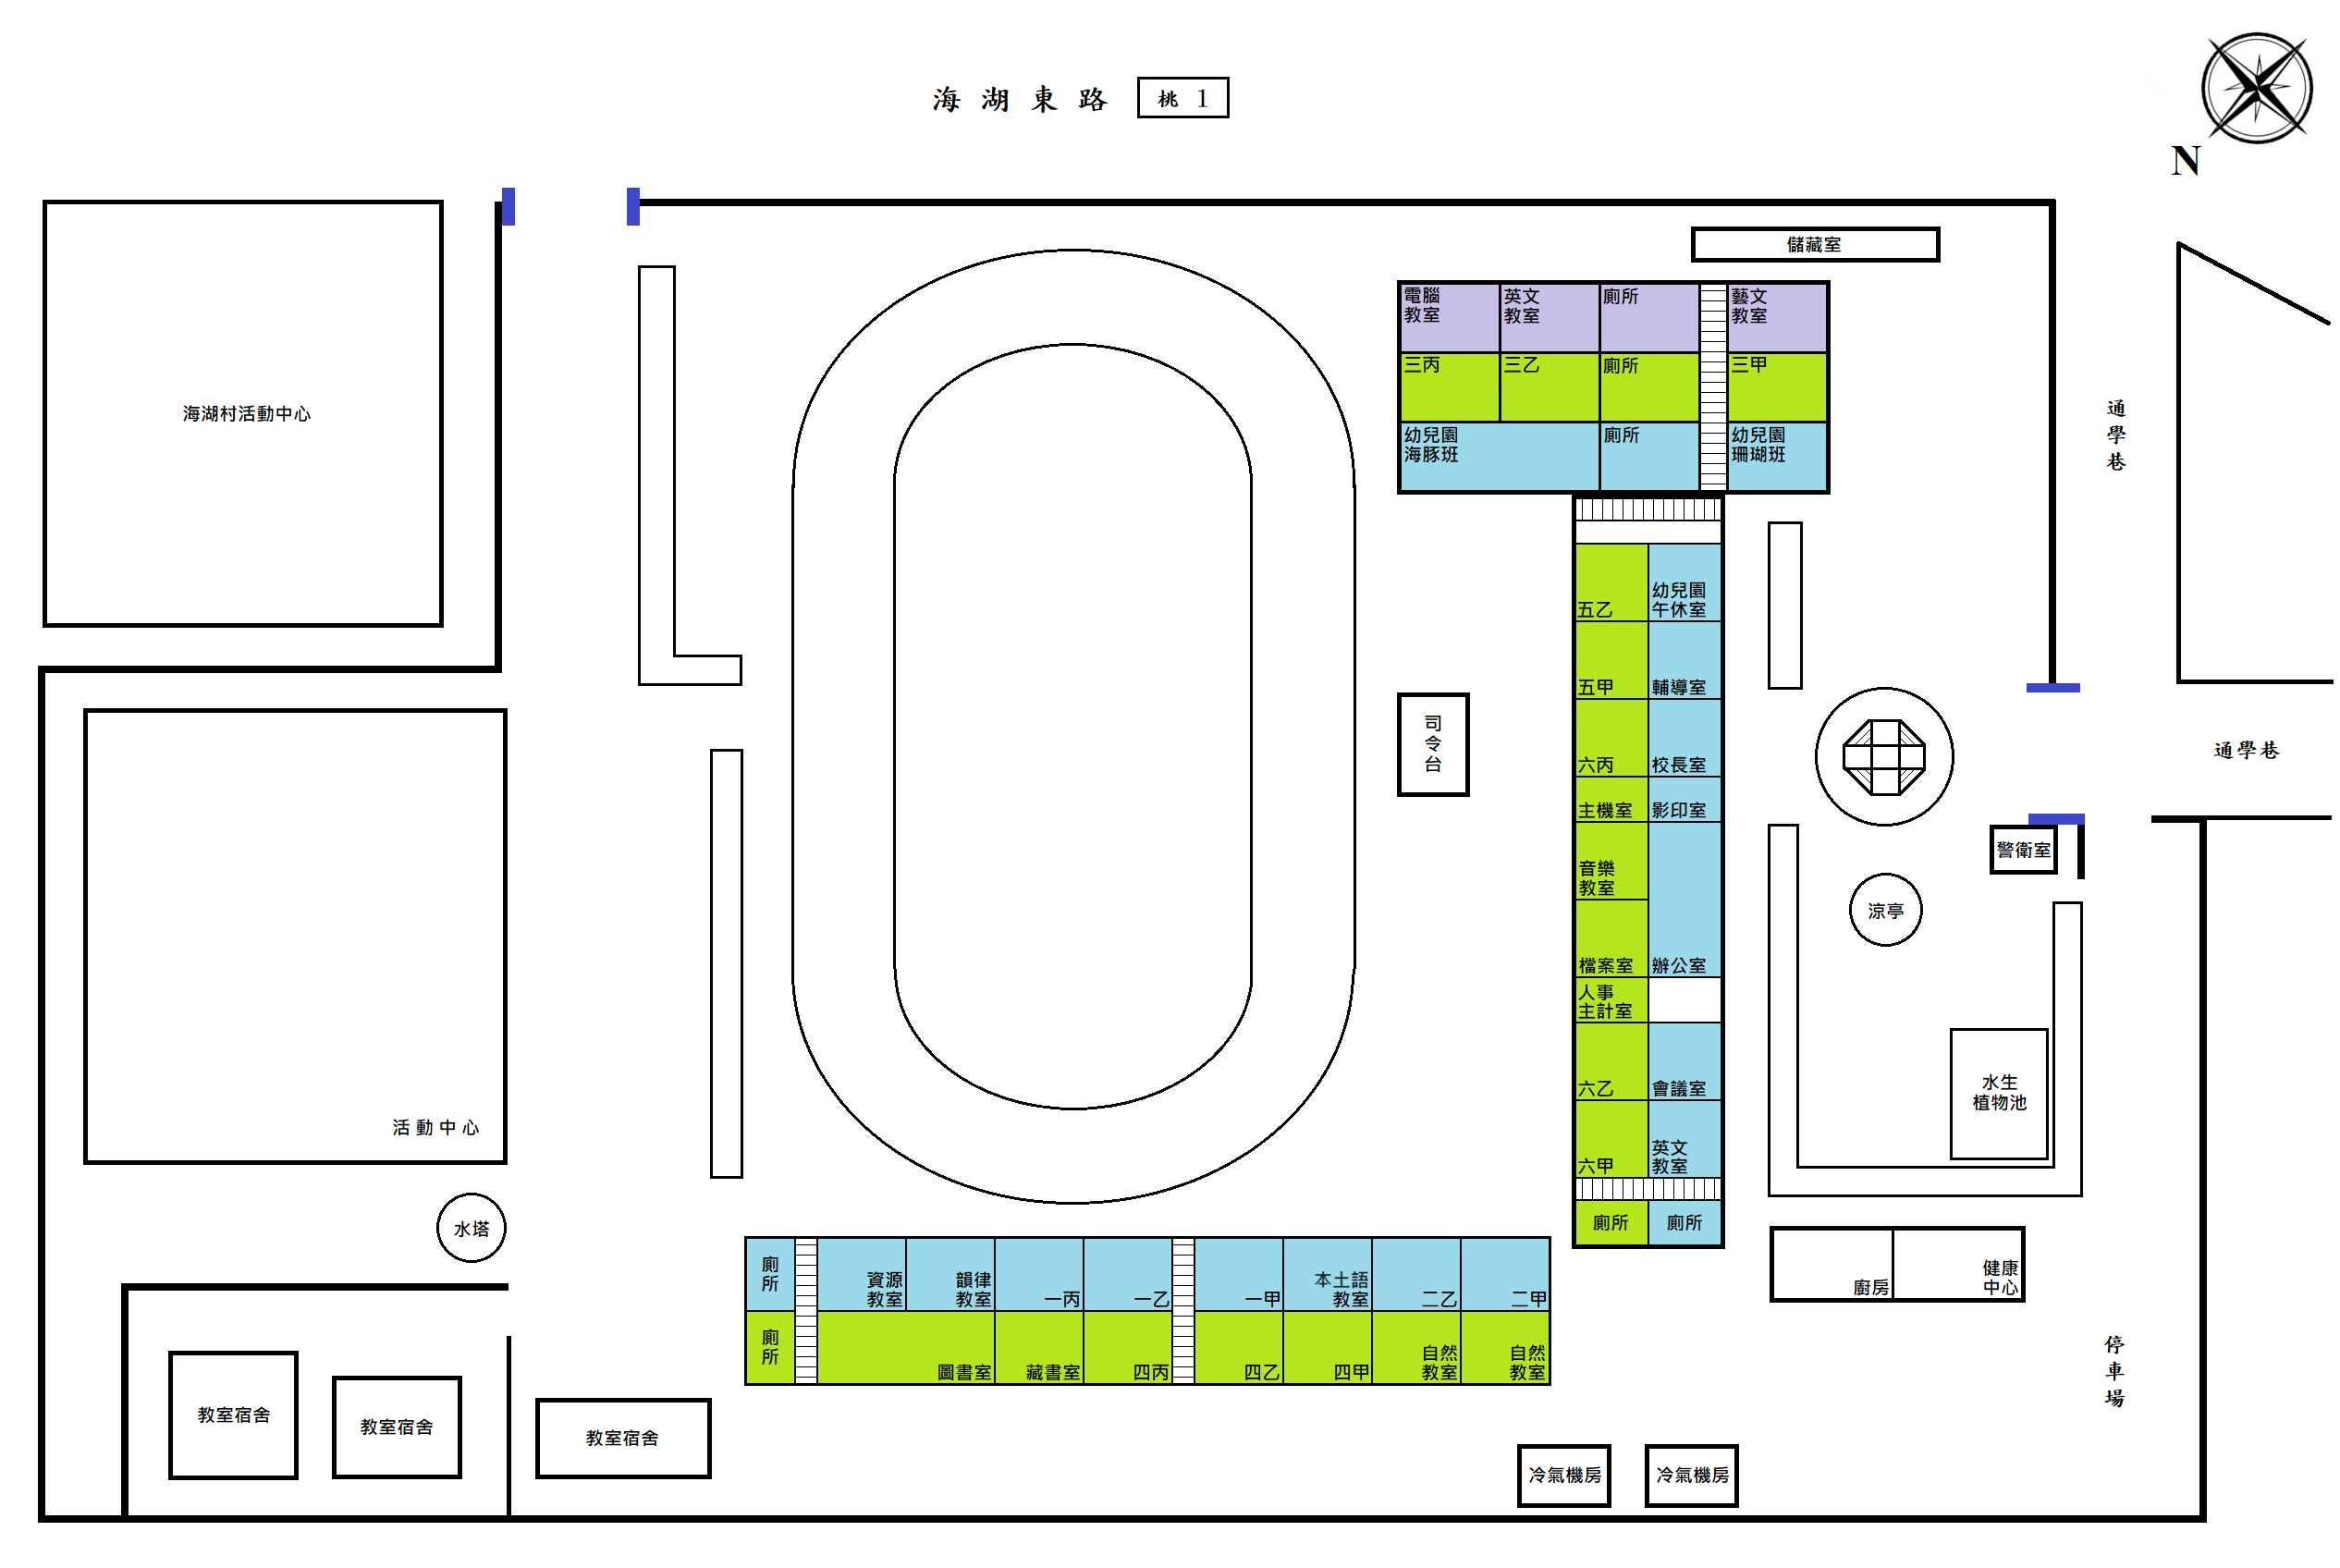 海湖東路
桃 1
N
儲藏室
電腦
教室
英文
教室
廁所
藝文
教室
三丙
三乙
廁所
三甲
幼兒園
海豚班
廁所
幼兒園
珊瑚班
海湖村活動中心
通學巷
五乙
幼兒園
午休室
五甲
輔導室
六丙
校長室
主機室
影印室
音樂
教室
檔案室
辦公室
人事
主計室
六乙
會議室
六甲
英文
教室
廁所
廁所
司令台
通學巷
警衛室
涼亭
水生
植物池
活動中心
水塔
廁所
資源
教室
韻律
教室
一丙
一乙
一甲
本土語
教室
二乙
二甲
廁所
圖書室
藏書室
四丙
四乙
四甲
自然
教室
自然
教室
廚房
健康
中心
停車場
教室宿舍
教室宿舍
教室宿舍
冷氣機房
冷氣機房